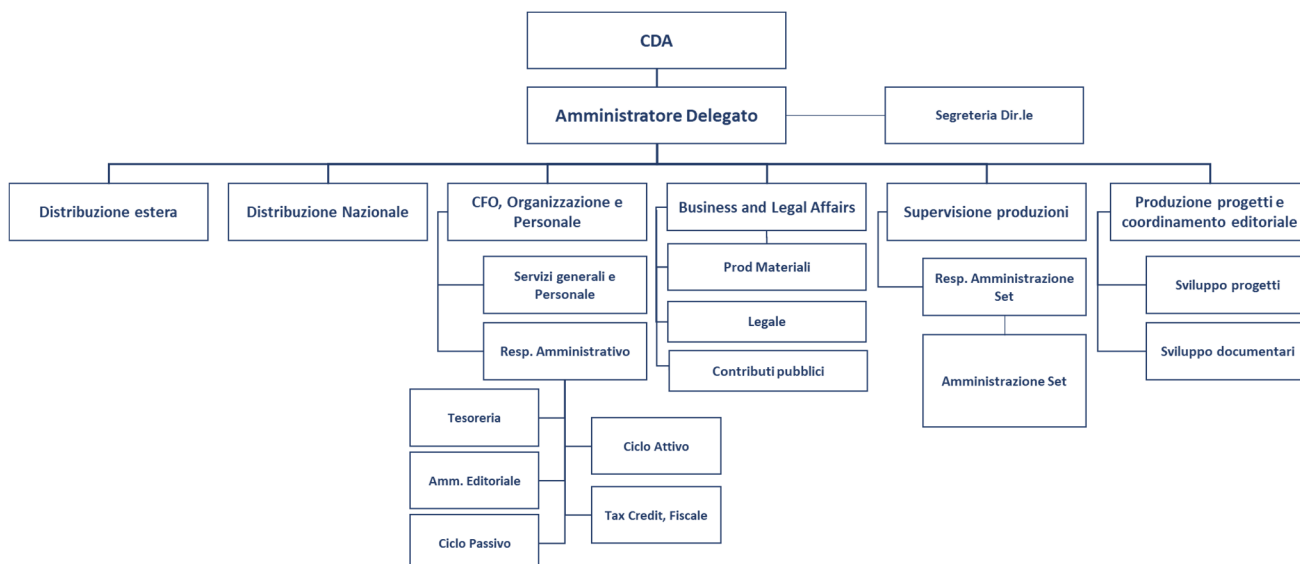 CDA
Amministratore Delegato
Segreteria Dir.le
Distribuzione estera
Distribuzione Nazionale
CFO, Organizzazione e
Personale
Business and Legal Affairs
Supervisione produzioni
Produzione progetti e
coordinamento editoriale
Servizi generali e
Personale
Prod Materiali
Resp. Amministrazione
Set
Sviluppo progetti
Legale
Resp. Amministrativo
Contributi pubblici
Amministrazione Set
Sviluppo documentari
Tesoreria
Ciclo Attivo
Amm. Editoriale
Tax Credit, Fiscale
Ciclo Passivo